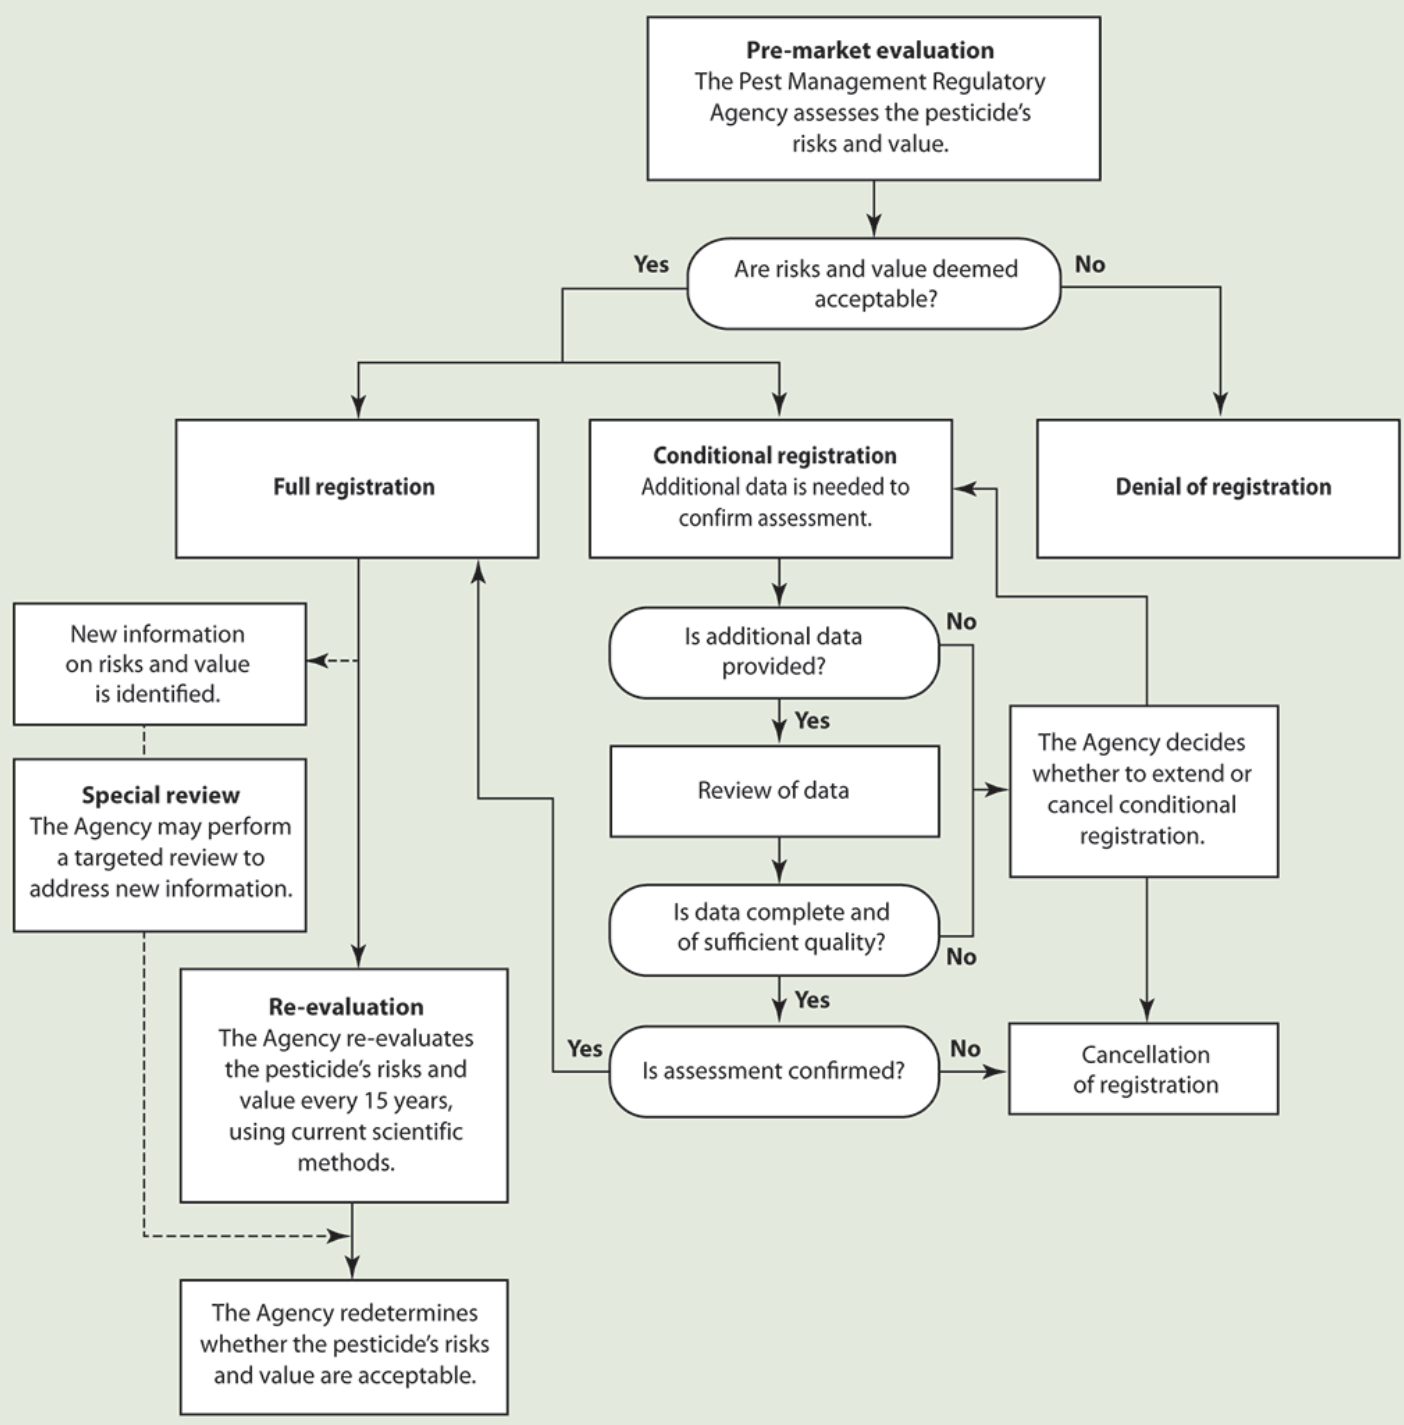 Pre-market evaluation
The Pest Management Regulatory
Agency assesses the pesticide's
risks and value.
Yes
Are risks and value deemed
acceptable?
No
Full registration
Conditional registration
Additional data is needed to
confirm assessment.
Denial of registration
New information
on risks and value
is identified.
Is additional data
provided?
No
Yes
Special review
The Agency may perform
a targeted review to
address new information.
Review of data
The Agency decides
whether to extend or
cancel conditional
registration.
Is data complete and
of sufficient quality?
No
Yes
Re-evaluation
The Agency re-evaluates
the pesticide's risks and
value every 15 years,
using current scientific
methods.
Yes
Is assessment confirmed?
No
Cancellation
of registration
The Agency redetermines
whether the pesticide's risks
and value are acceptable.